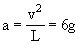 a = v²/L = 6g